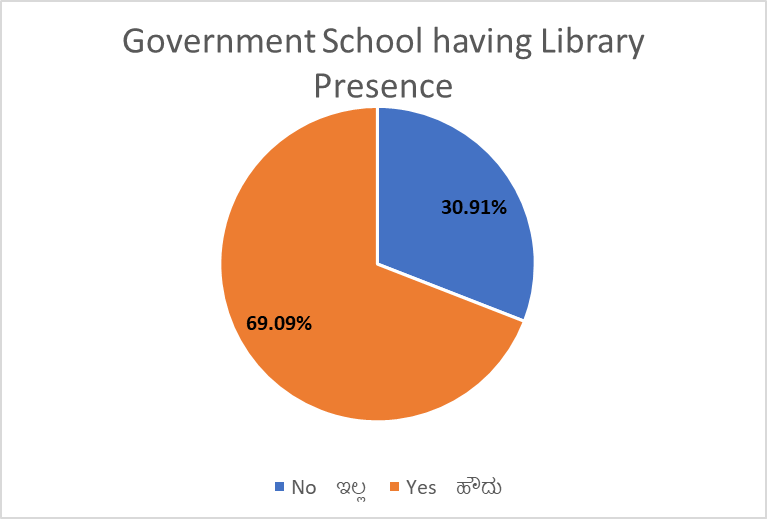 Government School having Library
Presence
30.91%
69.09%
No ಇಲ್ಲ Yes ಹೌದು